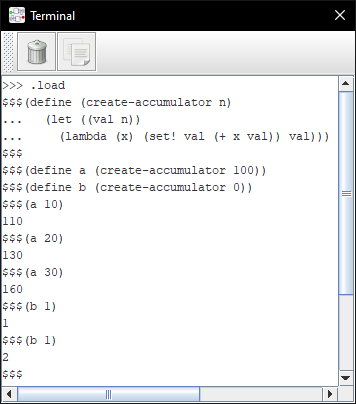 Terminal
>>> .load
$$$(define (create-accumulator n)
...   (let ((val n))
...     (lambda (x) (set! val (+ x val)) val)))
$$$
$$$(define a (create-accumulator 100))
$$$(define b (create-accumulator 0))
$$$(a 10)
110
$$$(a 20)
130
$$$(a 30)
160
$$$(b 1)
1
$$$(b 1)
2
$$$